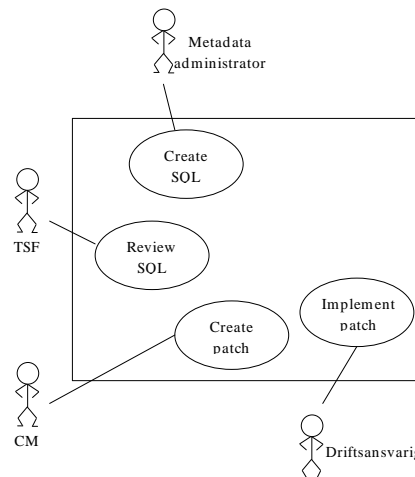 Metadata
administrator
Create
SQL
TSF
Review
SQL
Implement
patch
Create
patch
CM
Driftsansvarig